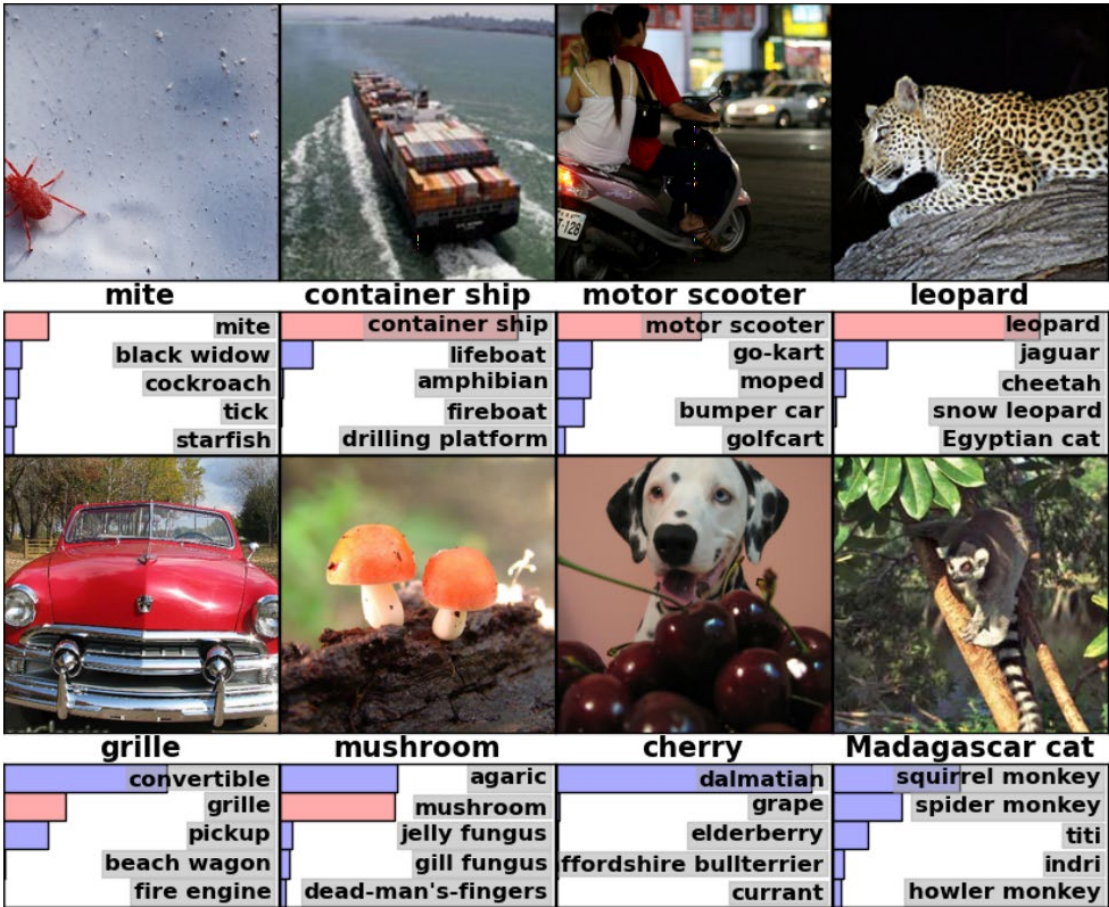 mite
container ship
motor scooter
leopard
mite
black widow
cockroach
tick
starfish
container ship
lifeboat
amphibian
fireboat
drilling platform
motor scooter
go-kart
moped
bumper car
golfcart
leopard
jaguar
cheetah
snow leopard
Egyptian cat
grille
mushroom
cherry
Madagascar cat
convertible
grille
pickup
beach wagon
fire engine
agaric
mushroom
jelly fungus
gill fungus
dead-man's-fingers
dalmatian
grape
elderberry
ffordshire bullterrier
currant
squirrel monkey
spider monkey
titi
indri
howler monkey